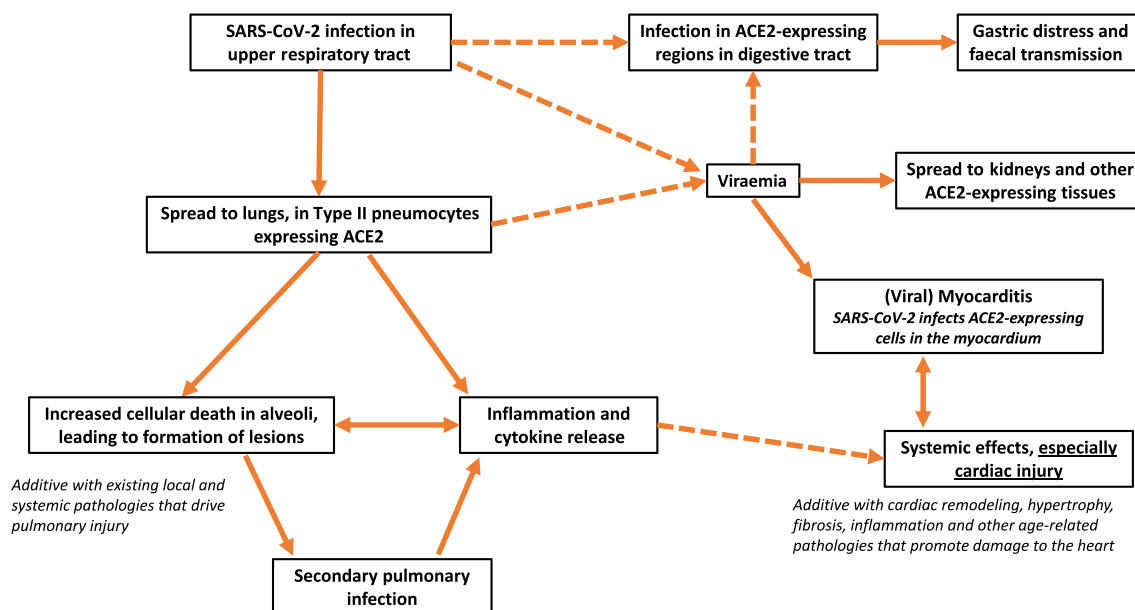 SARS-CoV-2 infection in
upper respiratory tract
Infection in ACE2-expressing
regions in digestive tract
Gastric distress and
faecal transmission
Viraemia
Spread to kidneys and other
ACE2-expressing tissues
Spread to lungs, in Type II pneumocytes
expressing ACE2
(Viral) Myocarditis
SARS-CoV-2 infects ACE2-expressing
cells in the myocardium
Increased cellular death in alveoli,
leading to formation of lesions
Inflammation and
cytokine release
Systemic effects, especially
cardiac injury
Additive with existing local and
systemic pathologies that drive
pulmonary injury
Additive with cardiac remodeling, hypertrophy,
fibrosis, inflammation and other age-related
pathologies that promote damage to the heart
Secondary pulmonary
infection